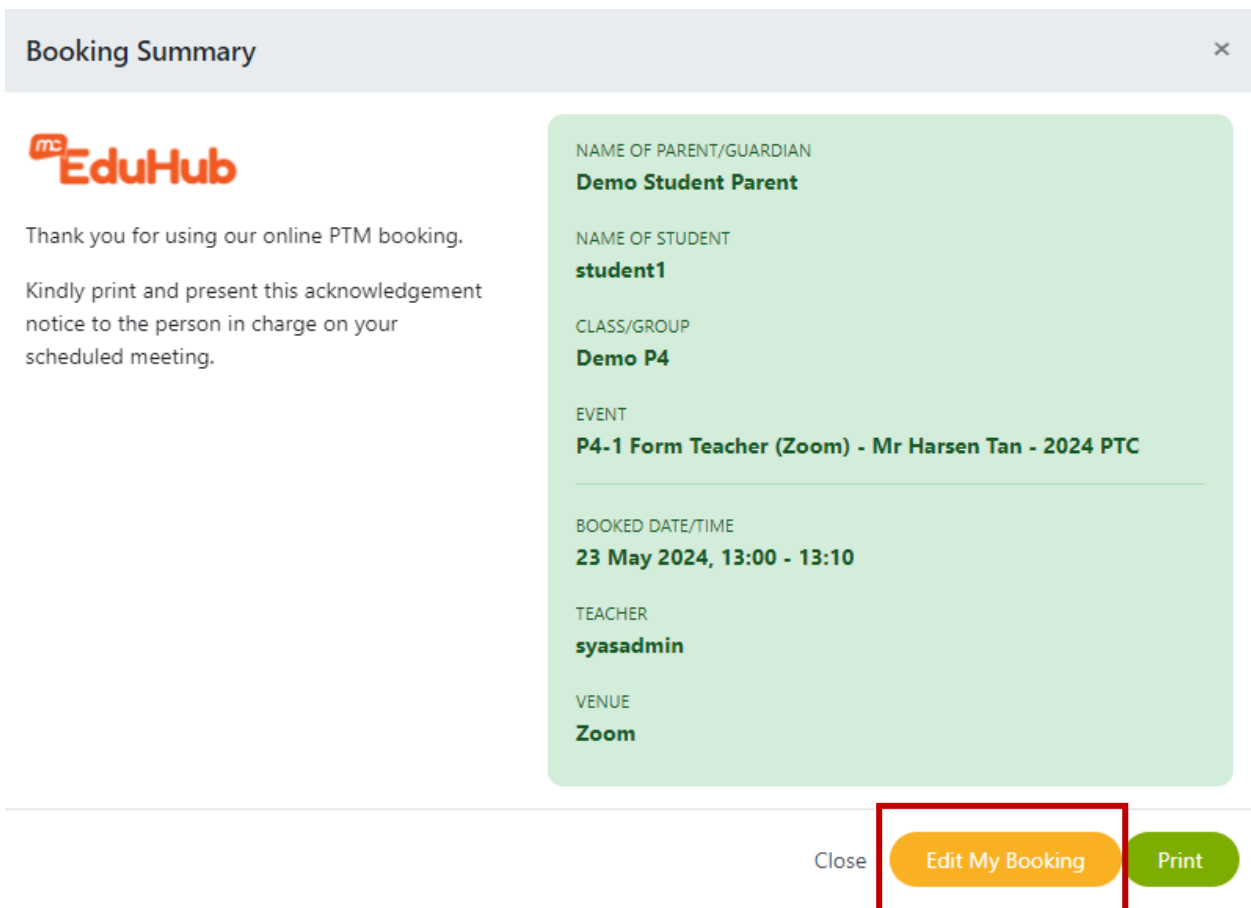 Booking Summary
×
mc
EduHub
Thank you for using our online PTM booking.
Kindly print and present this acknowledgement
notice to the person in charge on your
scheduled meeting.
NAME OF PARENT/GUARDIAN
Demo Student Parent
NAME OF STUDENT
student1
CLASS/GROUP
Demo P4
EVENT
P4-1 Form Teacher (Zoom) - Mr Harsen Tan - 2024 PTC
BOOKED DATE/TIME
23 May 2024, 13:00 - 13:10
TEACHER
syasadmin
VENUE
Zoom
Close Edit My Booking Print